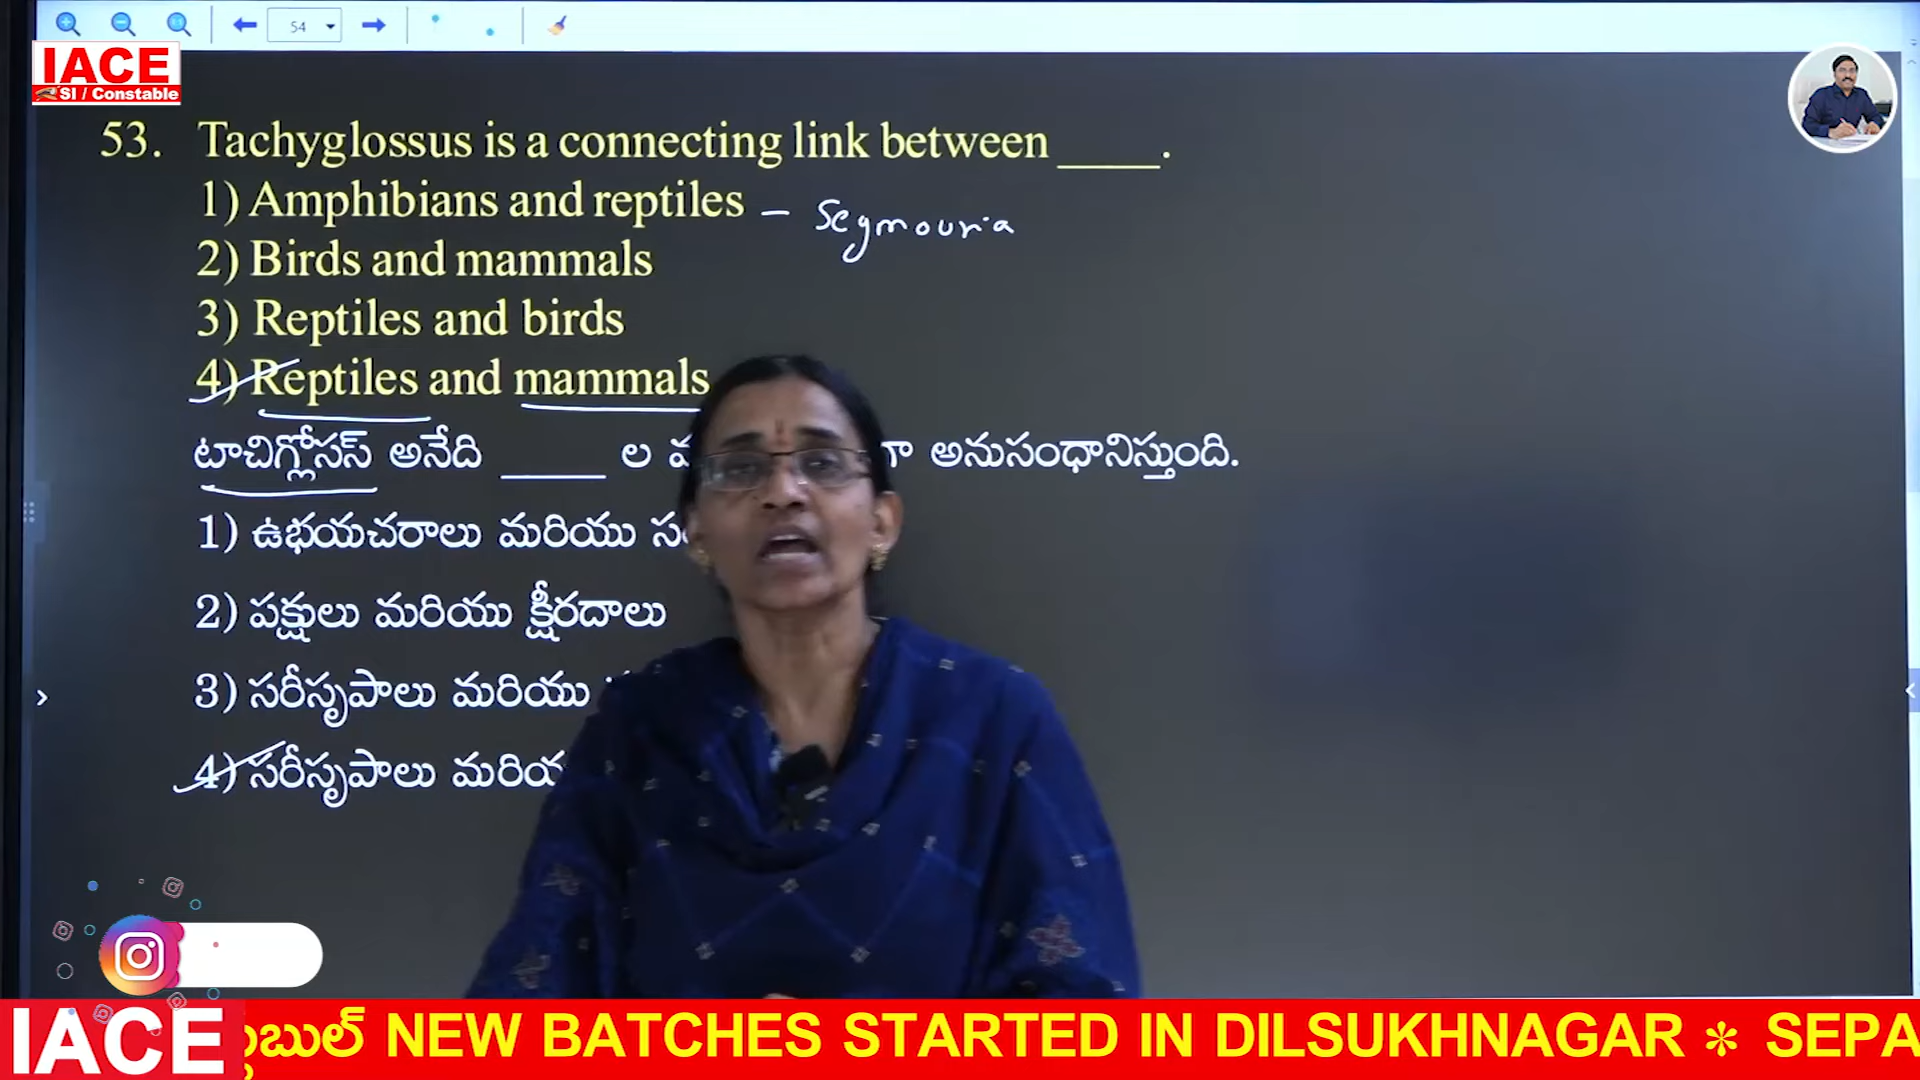 54
IACE
SI / Constable
53. Tachyglossus is a connecting link between ____.
1) Amphibians and reptiles – Seymouria
2) Birds and mammals
3) Reptiles and birds
4) Reptiles and mammals
టాచిగ్లోసస్ అనేది ____ ల అనుసంధానిస్తుంది.
1) ఉభయచరాలు మరియు
2) పక్షులు మరియు క్షీరదాలు
3) సరీసృపాలు మరియు
4) సరీసృపాలు
IACE NEW BATCHES STARTED IN DILSUKHNAGAR * SEPA